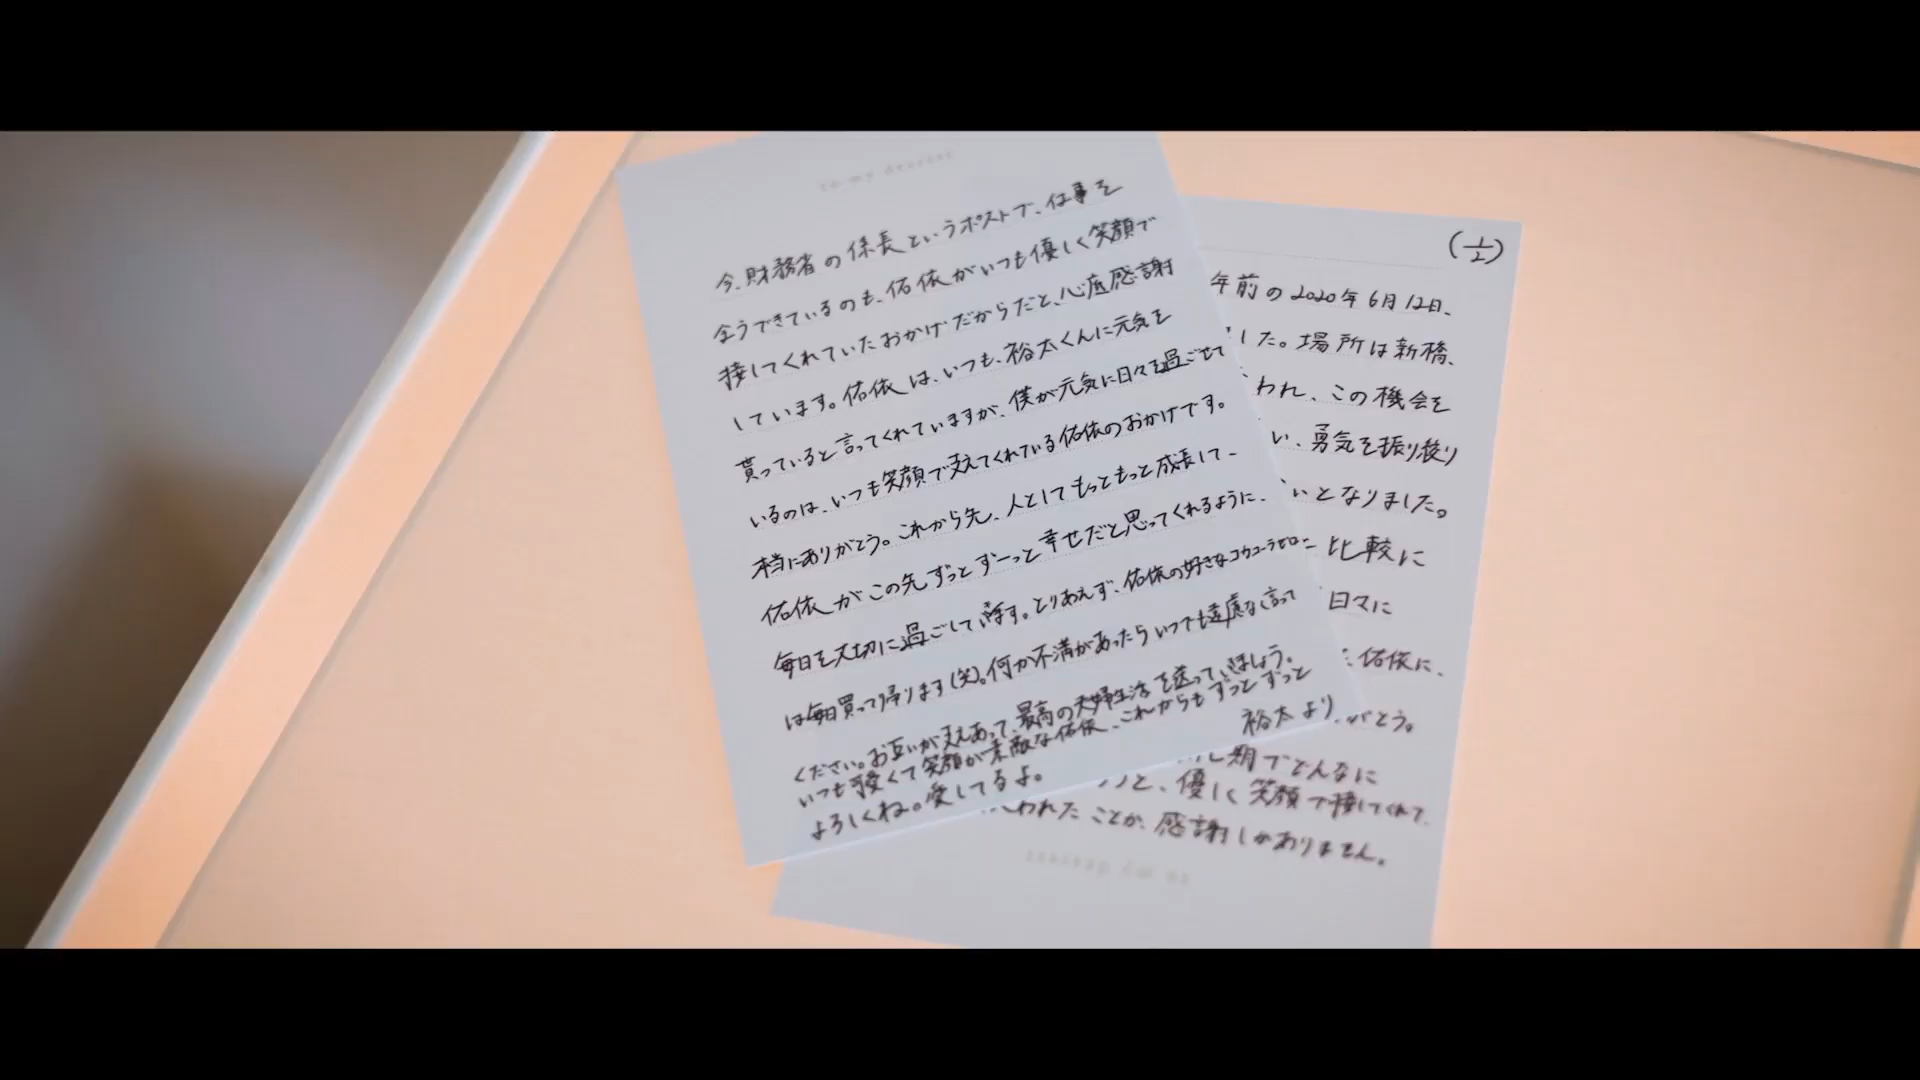 to my dearest
今、財務省の係長というポストで、仕事を
全うできているのも、佑依がいつも優しく笑顔で
接してくれていたおかげだからだと、心底感謝
しています。佑依は、いつも、裕太くんに元気を
貰っていると言ってくれていますが、僕が元気に日々を過ごせて
いるのは、いつも笑顔で支えてくれている佑依のおかげです。
本当にありがとう。これから先、人としてもっともっと成長して、
佑依がこの先ずっとずーっと幸せだと思ってくれるように、
毎日を大切に過ごして す。とりあえず、佑依の好きなコカコーラゼロ
は毎日買って帰ります(笑)。何か不満があったらいつでも遠慮な 言って
ください。お互いが支えあって、最高の夫婦生活を送っていきましょう。
いつも 笑顔が素敵な佑依、これからもずっとずっと
よろしくね。愛してるよ。
裕太より
(1/2)
年前の2020年6月12日、
した。場所は新橋、
われ、この機会を
い、勇気を振り絞り
いとなりました。
比較に
日々に
佑依に、
がとう。
期でどんなに
と、優しく笑顔で接してくれて、
われたことか、感謝しかありません。
to my dearest